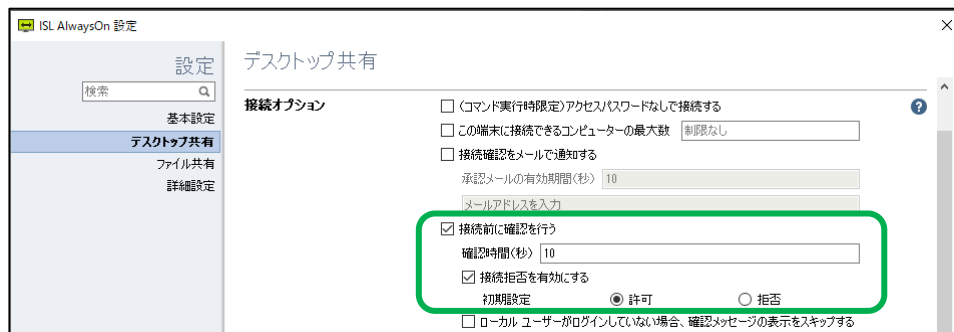 ISL AlwaysOn 設定
設定
検索
基本設定
デスクトップ共有
ファイル共有
詳細設定
デスクトップ共有
接続オプション
(コマンド実行時限定)アクセスパスワードなしで接続する
この端末に接続できるコンピューターの最大数 制限なし
接続確認をメールで通知する
承認メールの有効期間(秒) 10
メールアドレスを入力
接続前に確認を行う
確認時間(秒) 10
接続拒否を有効にする
初期設定 許可 拒否
ローカル ユーザーがログインしていない場合、確認メッセージの表示をスキップする